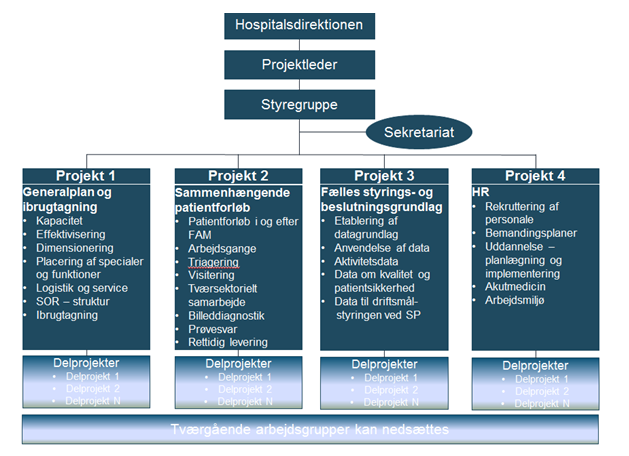 Hospitalsdirektionen
Projektleder
Styregruppe
Sekretariat
Projekt 1
Generalplan og
ibrugtagning
• Kapacitet
• Effektivisering
• Dimensionering
• Placering af specialer
og funktioner
• Logistik og service
• SOR – struktur
• Ibrugtagning
Projekt 2
Sammenhængende
patientforløb
• Patientforløb i og efter
FAM
• Arbejdsgange
• Triagering
• Visitering
• Tværsektorielt
samarbejde
• Billeddiagnostik
• Prøvesvar
• Rettidig levering
Projekt 3
Fælles styrings- og
beslutningsgrundlag
• Etablering af
datagrundlag
• Anvendelse af data
• Aktivitetsdata
• Data om kvalitet og
patientsikkerhed
• Data til driftsmål-
styringen ved SP
Projekt 4
HR
• Rekruttering af
personale
• Bemandingsplaner
• Uddannelse –
planlægning og
implementering
• Akutmedicin
• Arbejdsmiljø
Delprojekter
• Delprojekt 1
• Delprojekt 2
• Delprojekt N
Delprojekter
• Delprojekt 1
• Delprojekt 2
• Delprojekt N
Delprojekter
• Delprojekt 1
• Delprojekt 2
• Delprojekt N
Delprojekter
• Delprojekt 1
• Delprojekt 2
• Delprojekt N
Tværgående arbejdsgrupper kan nedsættes